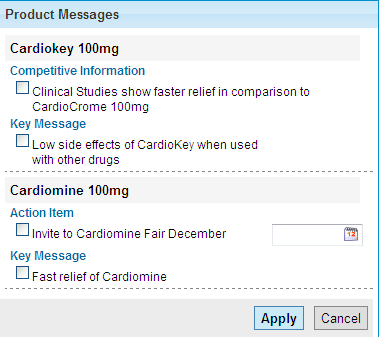 Product Messages
Cardiokey 100mg
Competitive Information
Clinical Studies show faster relief in comparison to
CardioCrome 100mg
Key Message
Low side effects of CardioKey when used
with other drugs
Cardiomine 100mg
Action Item
Invite to Cardiomine Fair December
12
Key Message
Fast relief of Cardiomine
Apply Cancel